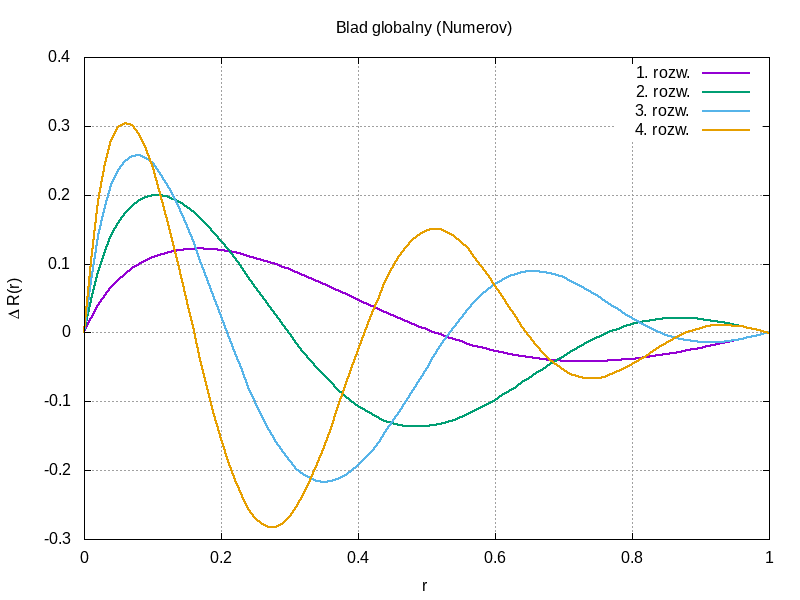 Blad globalny (Numerov)
0.4
0.3
0.2
0.1
0
-0.1
-0.2
-0.3
Δ R(r)
1. rozw.
2. rozw.
3. rozw.
4. rozw.
0 0.2 0.4 0.6 0.8 1
r